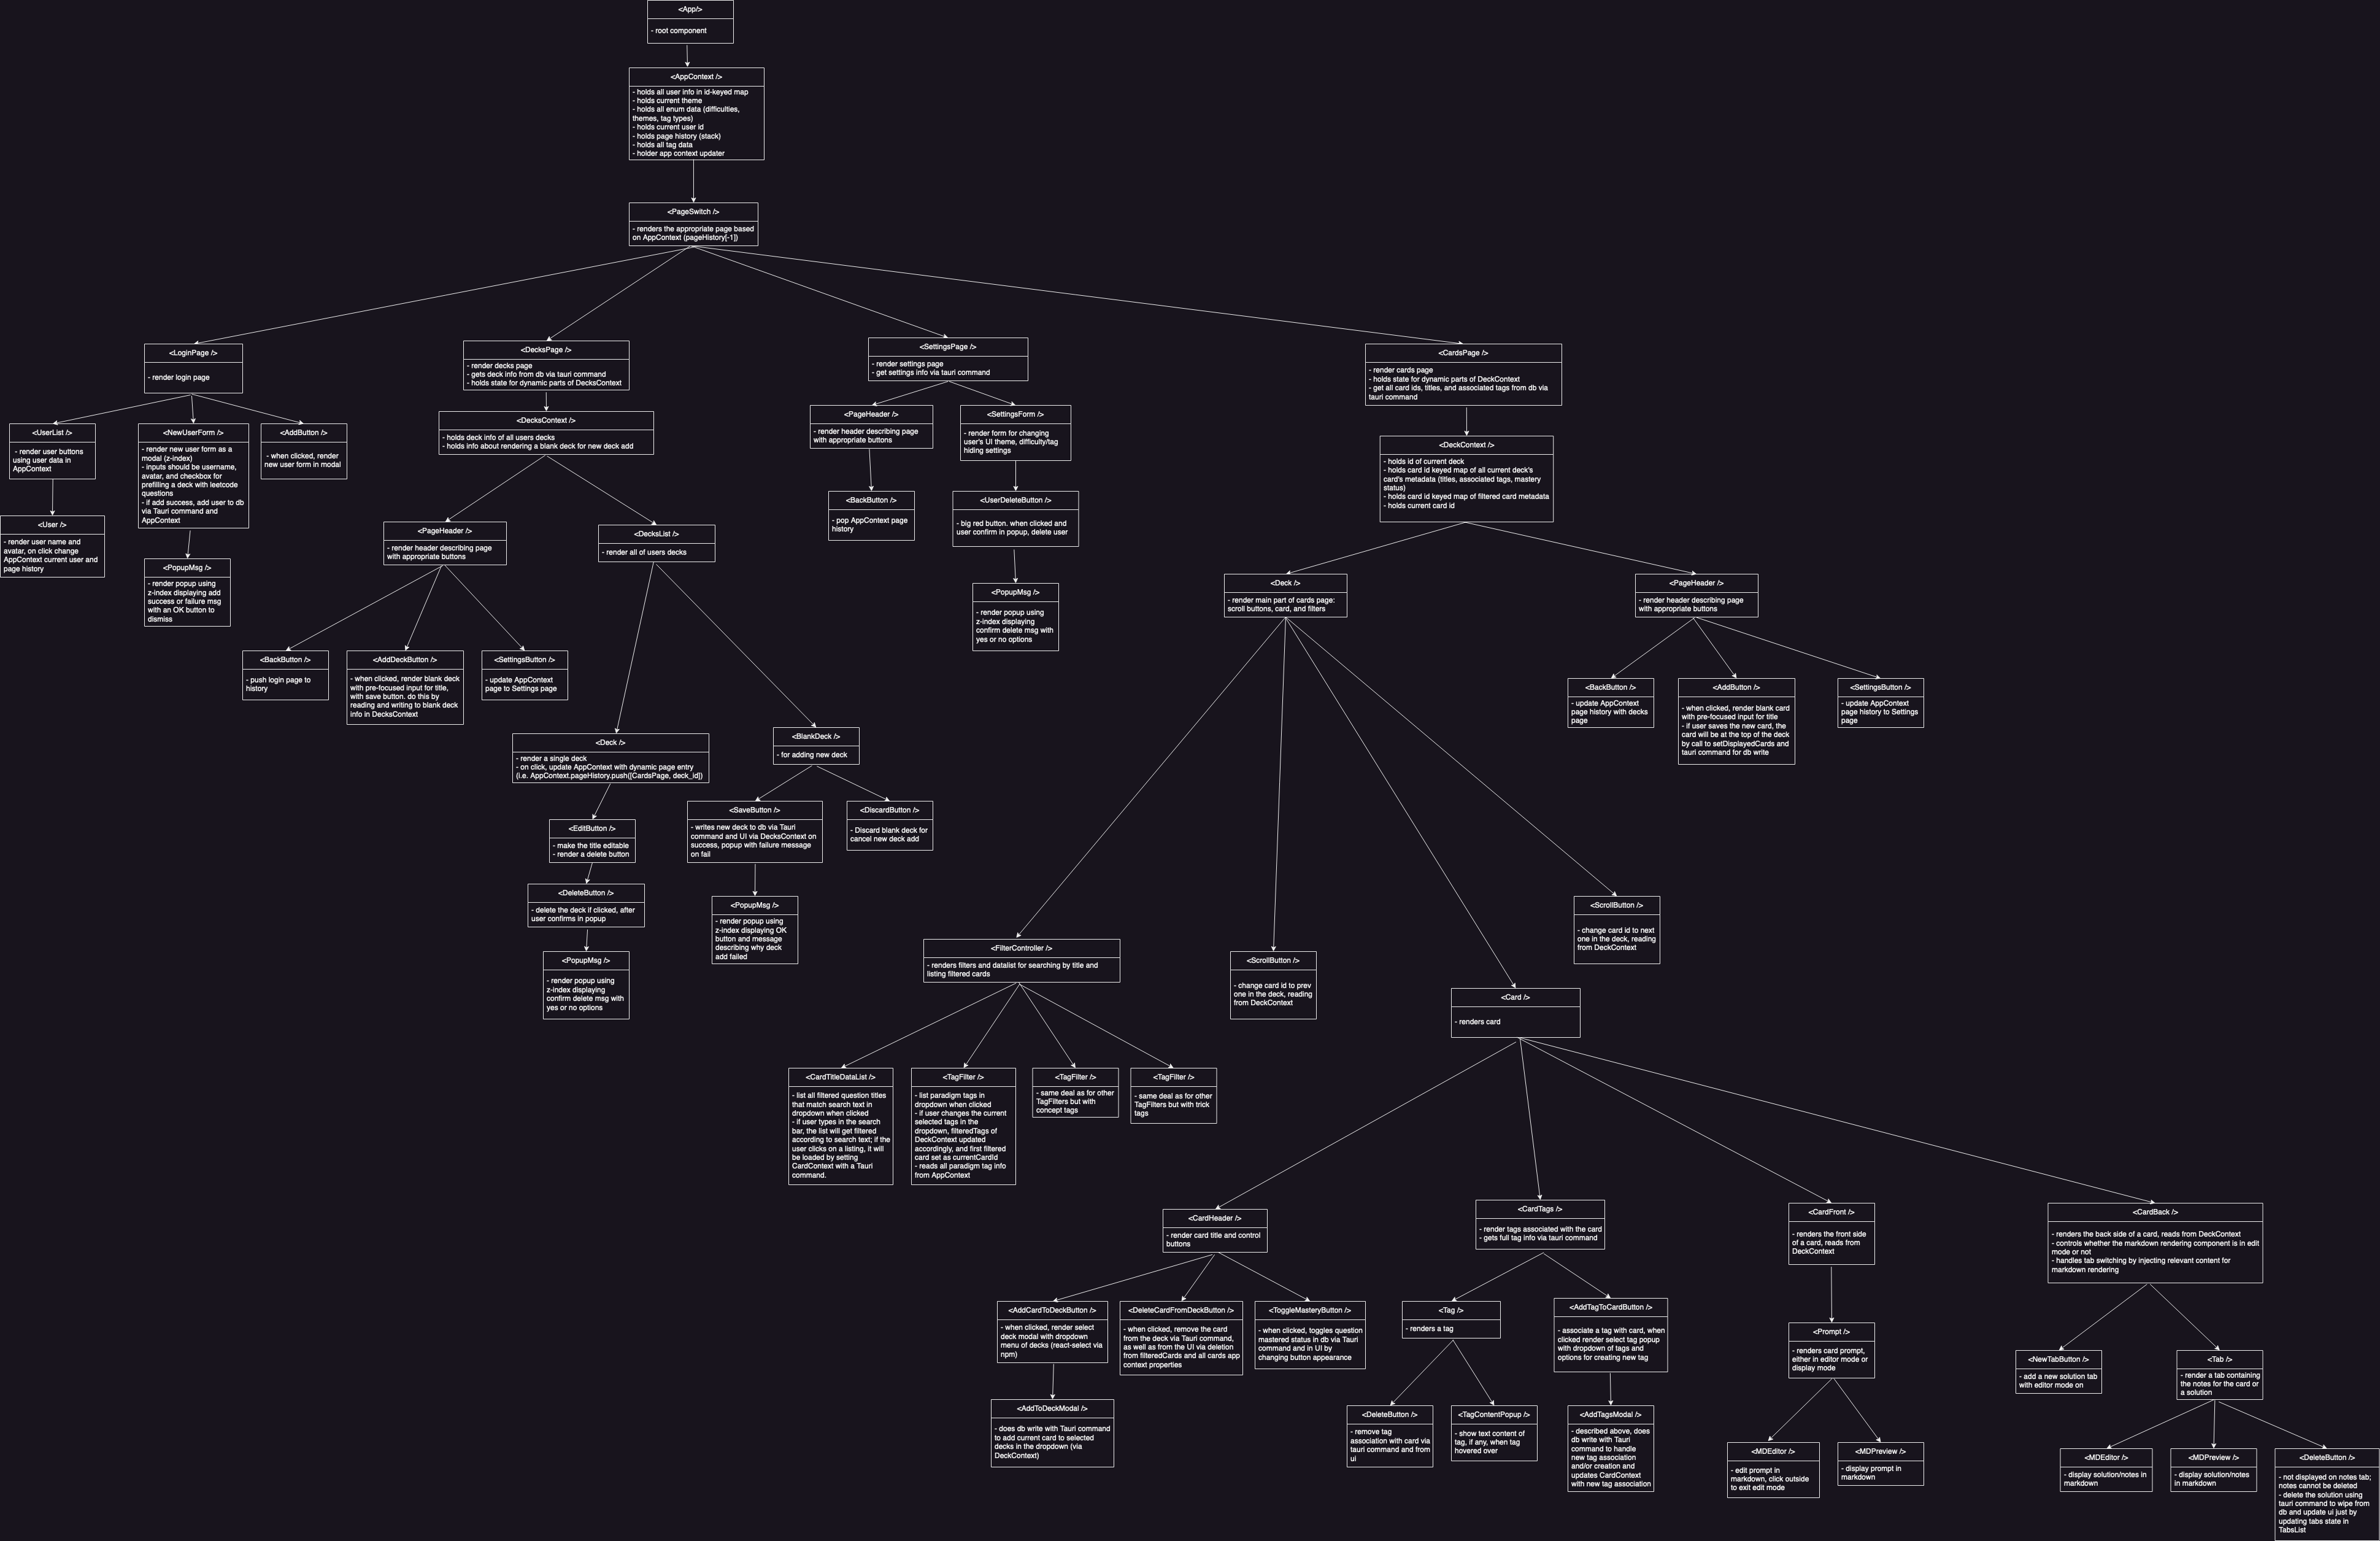 <App/>
- root component
<AppContext />
- holds all user info in id-keyed map
- holds current theme
- holds all enum data (difficulties,
themes, tag types)
- holds current user id
- holds page history (stack)
- holds all tag data
- holder app context updater
<PageSwitch />
- renders the appropriate page based
on AppContext (pageHistory[-1])
<LoginPage />
- render login page
<UserList />
- render user buttons
using user data in
AppContext
<User />
- render user name and
avatar, on click change
AppContext current user and
page history
<NewUserForm />
- render new user form as a
modal (z-index)
- inputs should be username,
avatar, and checkbox for
prefilling a deck with leetcode
questions
- if add success, add user to db
via Tauri command and
AppContext
<PopupMsg />
- render popup using
z-index displaying add
success or failure msg
with an OK button to
dismiss
<AddButton />
- when clicked, render
new user form in modal
<DecksPage />
- render decks page
- gets deck info from db via tauri command
- holds state for dynamic parts of DecksContext
<DecksContext />
- holds deck info of all users decks
- holds info about rendering a blank deck for new deck add
<PageHeader />
- render header describing page
with appropriate buttons
<BackButton />
- push login page to
history
<AddDeckButton />
- when clicked, render blank deck
with pre-focused input for title,
with save button. do this by
reading and writing to blank deck
info in DecksContext
<SettingsButton />
- update AppContext
page to Settings page
<DecksList />
- render all of users decks
<Deck />
- render a single deck
- on click, update AppContext with dynamic page entry
(i.e. AppContext.pageHistory.push([CardsPage, deck_id])
<EditButton />
- make the title editable
- render a delete button
<DeleteButton />
- delete the deck if clicked, after
user confirms in popup
<PopupMsg />
- render popup using
z-index displaying
confirm delete msg with
yes or no options
<BlankDeck />
- for adding new deck
<SaveButton />
- writes new deck to db via Tauri
command and UI via DecksContext on
success, popup with failure message
on fail
<PopupMsg />
- render popup using
z-index displaying OK
button and message
describing why deck
add failed
<DiscardButton />
- Discard blank deck for
cancel new deck add
<SettingsPage />
- render settings page
- get settings info via tauri command
<PageHeader />
- render header describing page
with appropriate buttons
<BackButton />
- pop AppContext page
history
<SettingsForm />
- render form for changing
user's UI theme, difficulty/tag
hiding settings
<UserDeleteButton />
- big red button. when clicked and
user confirm in popup, delete user
<PopupMsg />
- render popup using
z-index displaying
confirm delete msg with
yes or no options
<CardsPage />
- render cards page
- holds state for dynamic parts of DeckContext
- get all card ids, titles, and associated tags from db via
tauri command
<DeckContext />
- holds id of current deck
- holds card id keyed map of all current deck's
card's metadata (titles, associated tags, mastery
status)
- holds card id keyed map of filtered card metadata
- holds current card id
<Deck />
- render main part of cards page:
scroll buttons, card, and filters
<PageHeader />
- render header describing page
with appropriate buttons
<BackButton />
- update AppContext
page history with decks
page
<AddButton />
- when clicked, render blank card
with pre-focused input for title
- if user saves the new card, the
card will be at the top of the deck
by call to setDisplayedCards and
tauri command for db write
<SettingsButton />
- update AppContext
page history to Settings
page
<FilterController />
- renders filters and datalist for searching by title and
listing filtered cards
<CardTitleDataList />
- list all filtered question titles
that match search text in
dropdown when clicked
- if user types in the search
bar, the list will get filtered
according to search text; if the
user clicks on a listing, it will
be loaded by setting
CardContext with a Tauri
command.
<TagFilter />
- list paradigm tags in
dropdown when clicked
- if user changes the current
selected tags in the
dropdown, filteredTags of
DeckContext updated
accordingly, and first filtered
card set as currentCardId
- reads all paradigm tag info
from AppContext
<TagFilter />
- same deal as for other
TagFilters but with
concept tags
<TagFilter />
- same deal as for other
TagFilters but with trick
tags
<ScrollButton />
- change card id to prev
one in the deck, reading
from DeckContext
<Card />
- renders card
<ScrollButton />
- change card id to next
one in the deck, reading
from DeckContext
<CardHeader />
- render card title and control
buttons
<AddCardToDeckButton />
- when clicked, render select
deck modal with dropdown
menu of decks (react-select via
npm)
<AddToDeckModal />
- does db write with Tauri command
to add current card to selected
decks in the dropdown (via
DeckContext)
<DeleteCardFromDeckButton />
- when clicked, remove the card
from the deck via Tauri command,
as well as from the UI via deletion
from filteredCards and all cards app
context properties
<ToggleMasteryButton />
- when clicked, toggles question
mastered status in db via Tauri
command and in UI by
changing button appearance
<CardTags />
- render tags associated with the card
- gets full tag info via tauri command
<Tag />
- renders a tag
<DeleteButton />
- remove tag
association with card via
tauri command and from
ui
<TagContentPopup />
- show text content of
tag, if any, when tag
hovered over
<AddTagToCardButton />
- associate a tag with card, when
clicked render select tag popup
with dropdown of tags and
options for creating new tag
<AddTagsModal />
- described above, does
db write with Tauri
command to handle
new tag association
and/or creation and
updates CardContext
with new tag association
<CardFront />
- renders the front side
of a card, reads from
DeckContext
<Prompt />
- renders card prompt,
either in editor mode or
display mode
<MDEditor />
- edit prompt in
markdown, click outside
to exit edit mode
<MDPreview />
- display prompt in
markdown
<CardBack />
- renders the back side of a card, reads from DeckContext
- controls whether the markdown rendering component is in edit
mode or not
- handles tab switching by injecting relevant content for
markdown rendering
<NewTabButton />
- add a new solution tab
with editor mode on
<Tab />
- render a tab containing
the notes for the card or
a solution
<MDEditor />
- display solution/notes in
markdown
<MDPreview />
- display solution/notes
in markdown
<DeleteButton />
- not displayed on notes tab;
notes cannot be deleted
- delete the solution using
tauri command to wipe from
db and update ui just by
updating tabs state in
TabsList